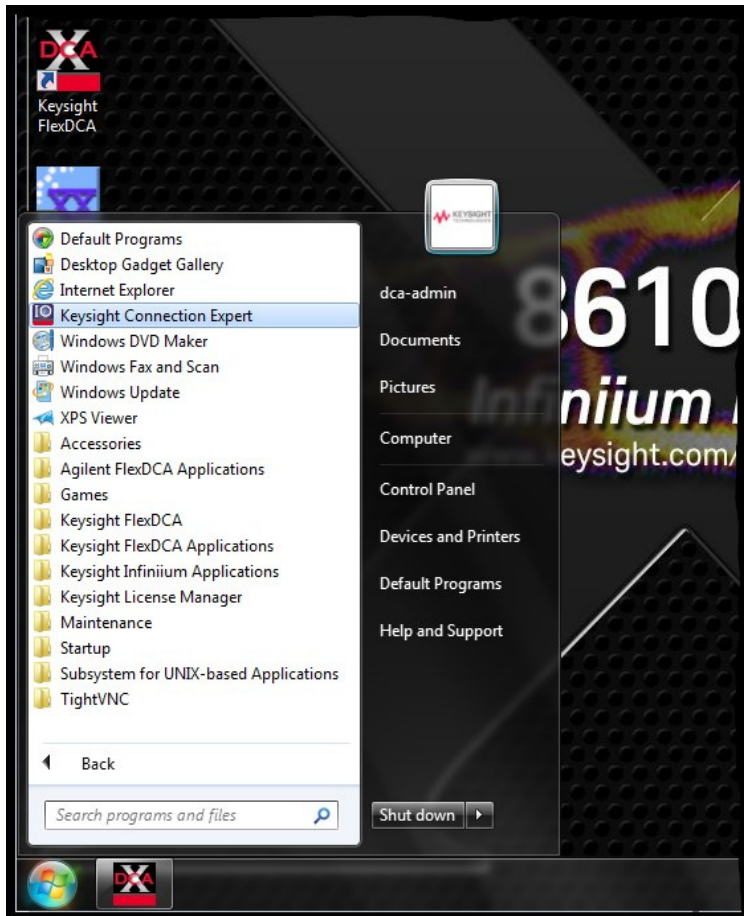 DCA
X
Keysight
FlexDCA
KEYSIGHT
TECHNOLOGIES
Default Programs
Desktop Gadget Gallery
Internet Explorer
Keysight Connection Expert
Windows DVD Maker
Windows Fax and Scan
Windows Update
XPS Viewer
Accessories
Agilent FlexDCA Applications
Games
Keysight FlexDCA
Keysight FlexDCA Applications
Keysight Infiniium Applications
Keysight License Manager
Maintenance
Startup
Subsystem for UNIX-based Applications
TightVNC
Back
Search programs and files
dca-admin
Documents
Pictures
Computer
Control Panel
Devices and Printers
Default Programs
Help and Support
Shut down
8610
Infiniium
eysight.com/
DCA
X